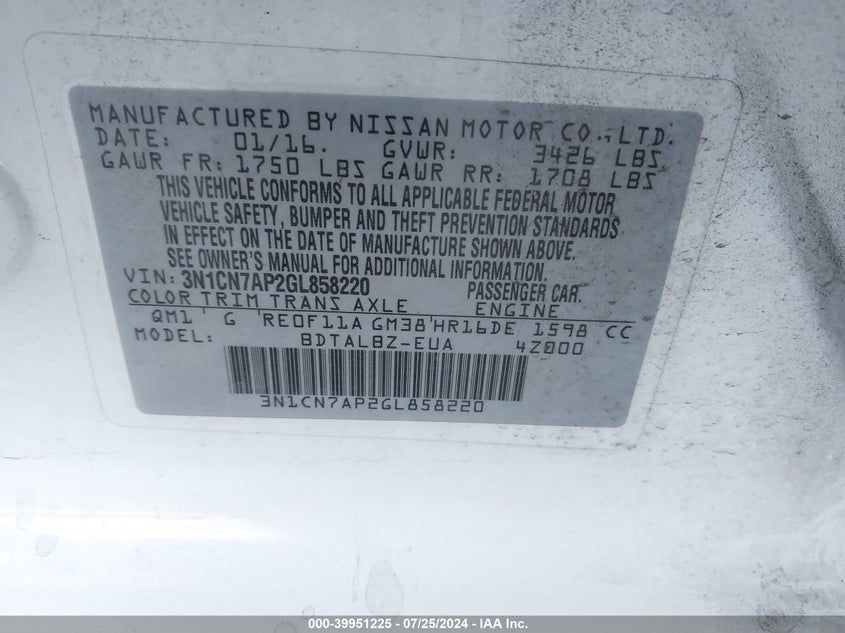 MANUFACTURED BY NISSAN MOTOR CO., LTD.
DATE: 01/16. GVWR: 3426 LBS
GAWR FR: 1750 LBS GAWR RR: 1708 LBS
THIS VEHICLE CONFORMS TO ALL APPLICABLE FEDERAL MOTOR
VEHICLE SAFETY, BUMPER AND THEFT PREVENTION STANDARDS
IN EFFECT ON THE DATE OF MANUFACTURE SHOWN ABOVE.
SEE OWNER'S MANUAL FOR ADDITIONAL INFORMATION.
VIN: 3N1CN7AP2GL858220 PASSENGER CAR.
COLOR TRIM TRANS AXLE ENGINE
QM1 G RE0F11A GM38 HR16DE 1598 CC
MODEL: BDTALBZ-EUA 4Z000
3N1CN7AP2GL858220
000-39951225 - 07/25/2024 - IAA Inc.